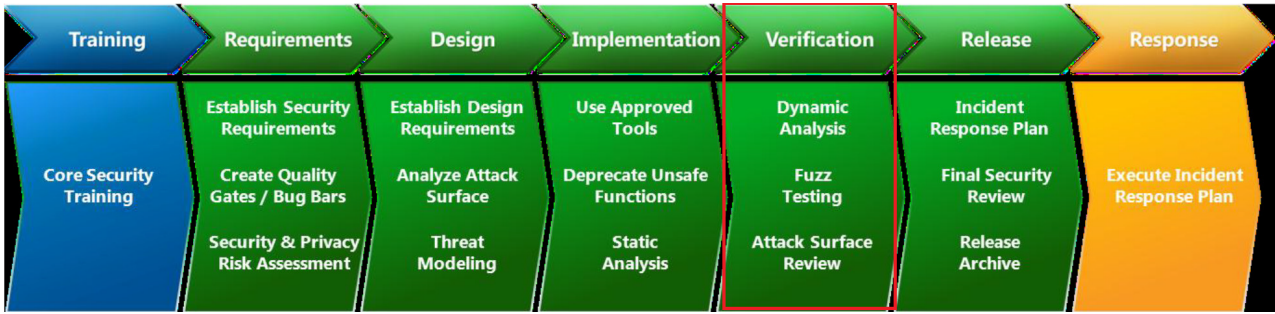 Training
Requirements
Design
Implementation
Verification
Release
Response
Core Security
Training
Establish Security
Requirements
Create Quality
Gates / Bug Bars
Security & Privacy
Risk Assessment
Establish Design
Requirements
Analyze Attack
Surface
Threat
Modeling
Use Approved
Tools
Deprecate Unsafe
Functions
Static
Analysis
Dynamic
Analysis
Fuzz
Testing
Attack Surface
Review
Incident
Response Plan
Final Security
Review
Release
Archive
Execute Incident
Response Plan